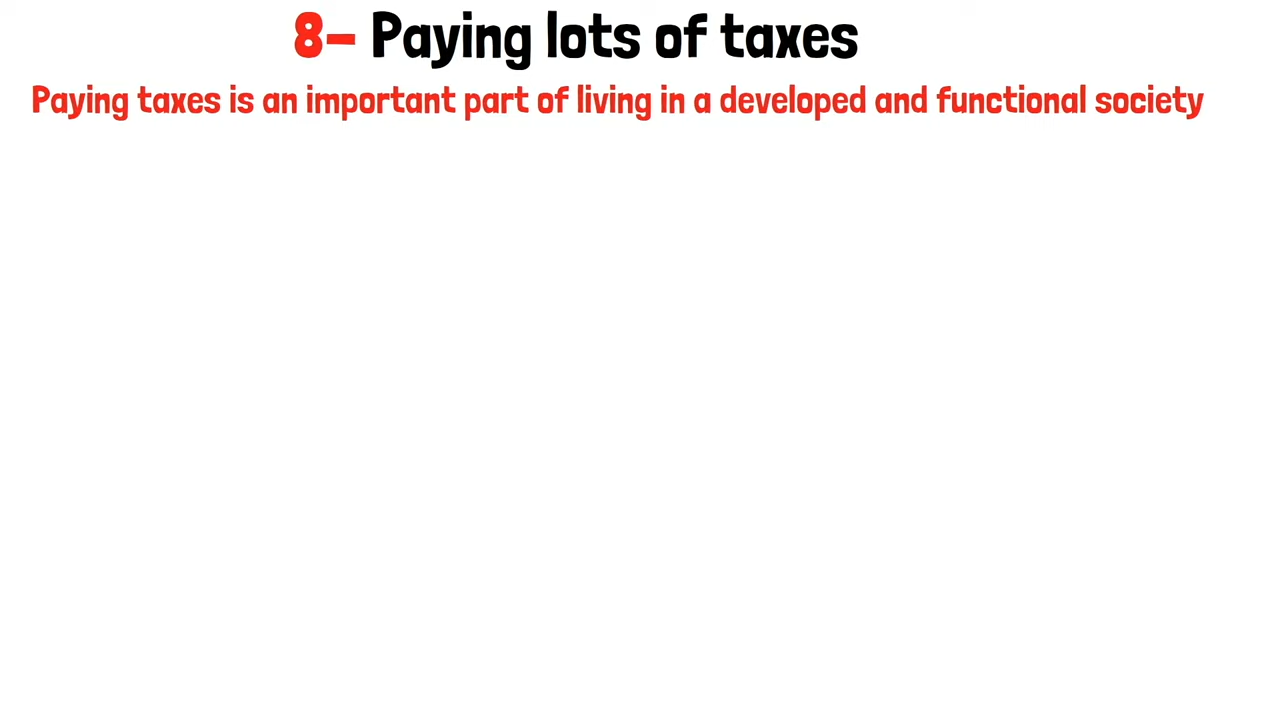 8- Paying lots of taxes
Paying taxes is an important part of living in a developed and functional society